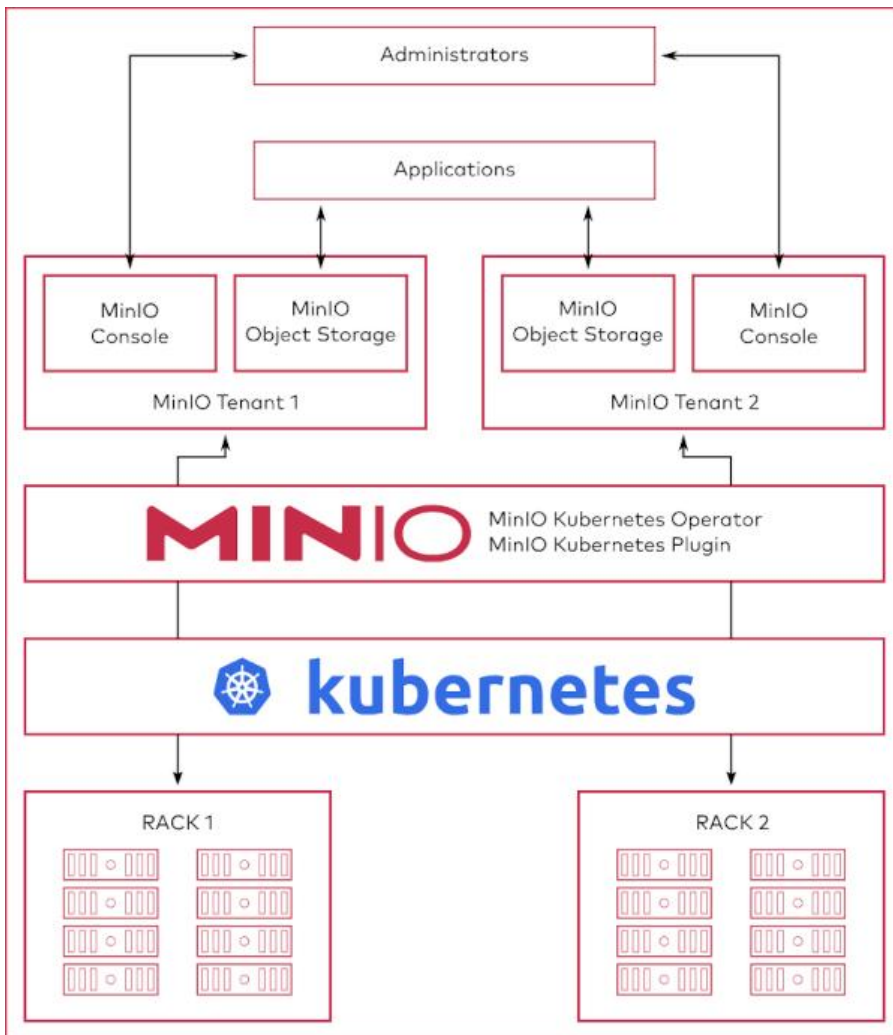 Administrators
Applications
MinIO
Console
MinIO
Object Storage
MinIO Tenant 1
MinIO
Object Storage
MinIO
Console
MinIO Tenant 2
MINIO
MinIO Kubernetes Operator
MinIO Kubernetes Plugin
kubernetes
RACK 1
RACK 2